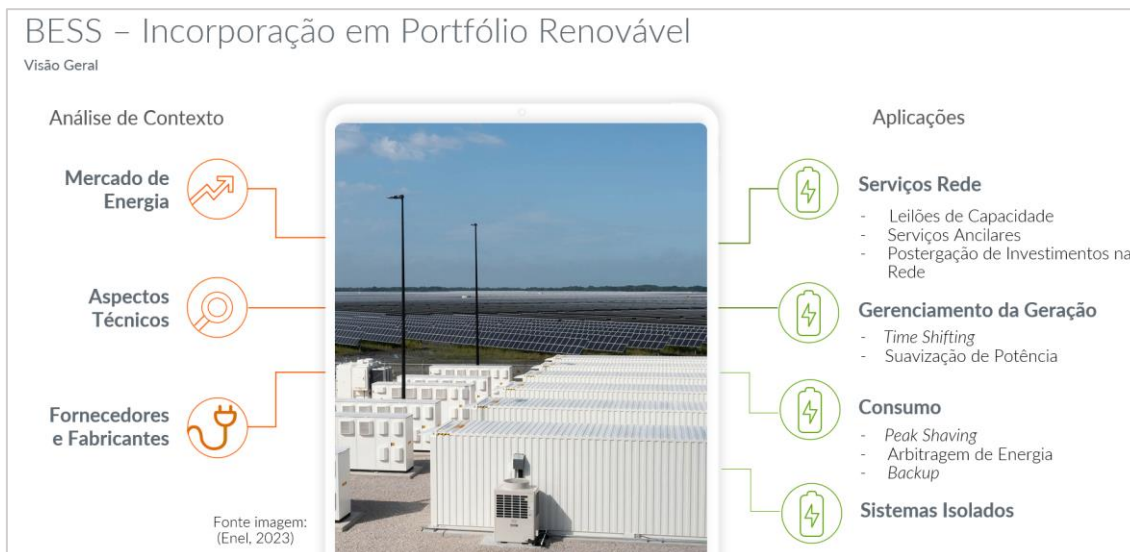 BESS – Incorporação em Portfólio Renovável
Visão Geral
Análise de Contexto
Mercado de
Energia
Aspectos
Técnicos
Fornecedores
e Fabricantes
Fonte imagem:
(Enel, 2023)
Aplicações
Serviços Rede
- Leilões de Capacidade
- Serviços Ancilares
- Postergação de Investimentos na
Rede
Gerenciamento da Geração
- Time Shifting
- Suavização de Potência
Consumo
- Peak Shaving
- Arbitragem de Energia
- Backup
Sistemas Isolados